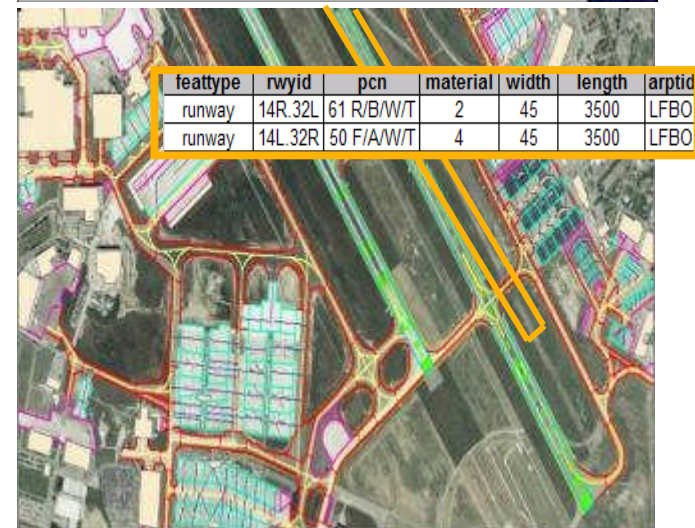 feattype rwyid pcn material width length arptid
runway 14R.32L 61 R/B/W/T 2 45 3500 LFBO
runway 14L.32R 50 F/A/W/T 4 45 3500 LFBO